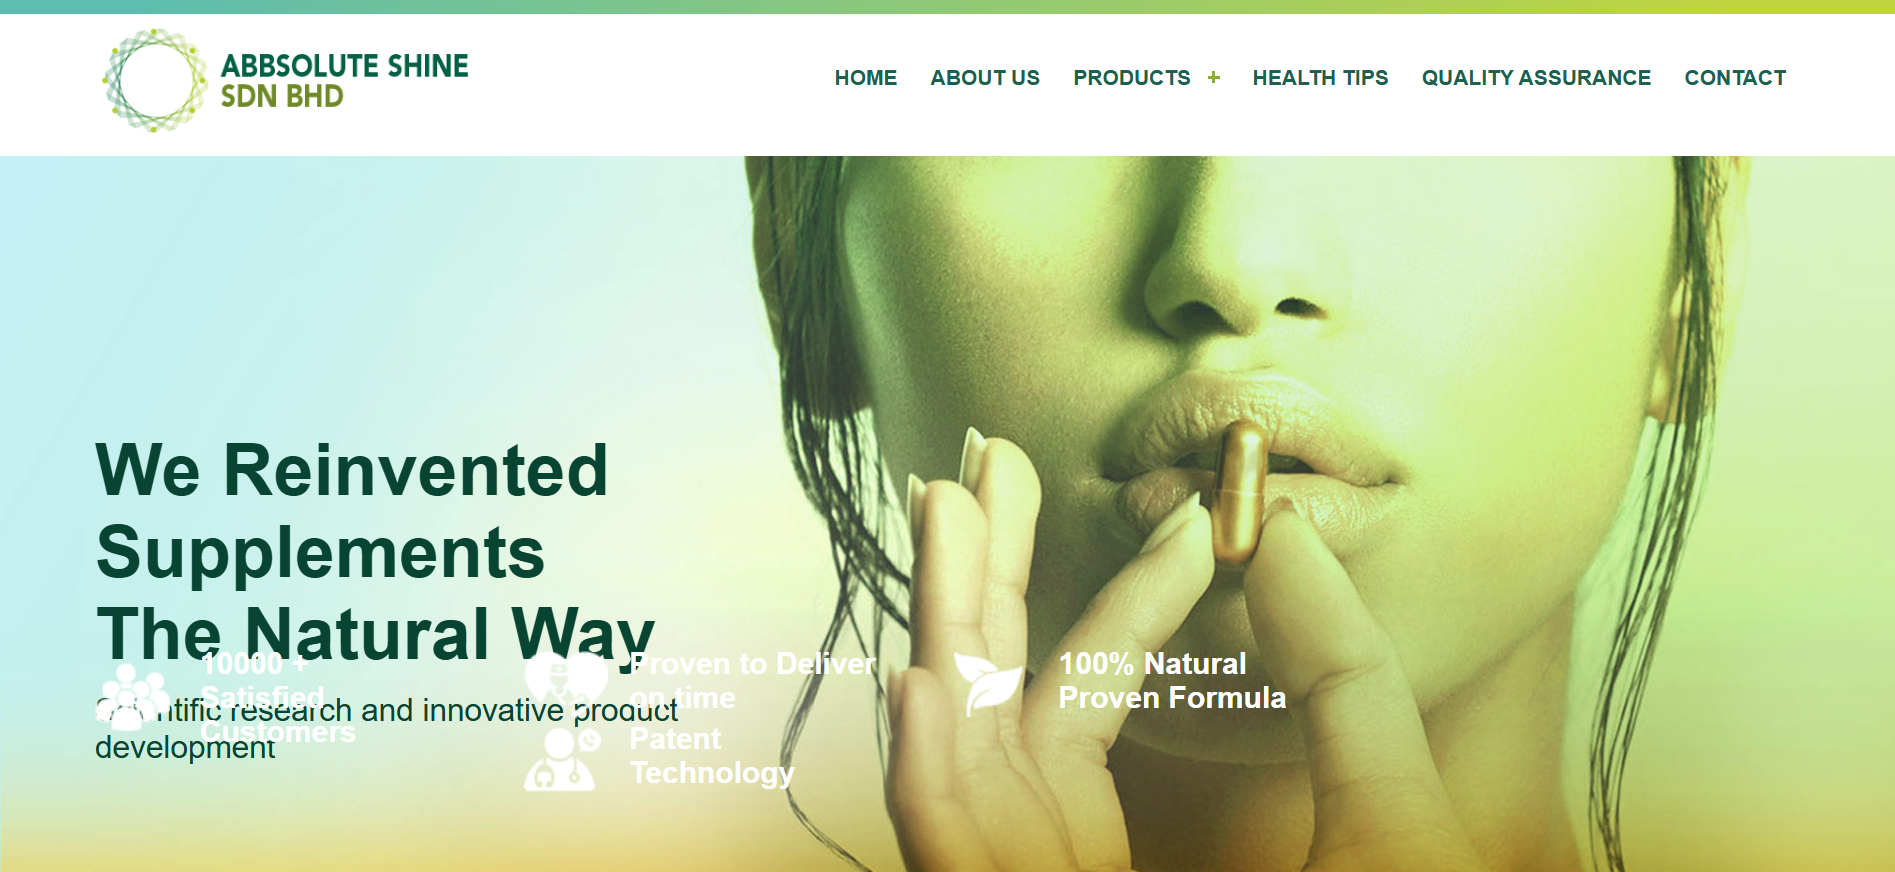 ABBSOLUTE SHINE
SDN BHD
HOME
ABOUT US
PRODUCTS +
HEALTH TIPS
QUALITY ASSURANCE
CONTACT
We Reinvented
Supplements
The Natural Way
Scientific research and innovative product
development
10000 +
Satisfied
Customers
Proven to Deliver
on time
100% Natural
Proven Formula
Patent
Technology